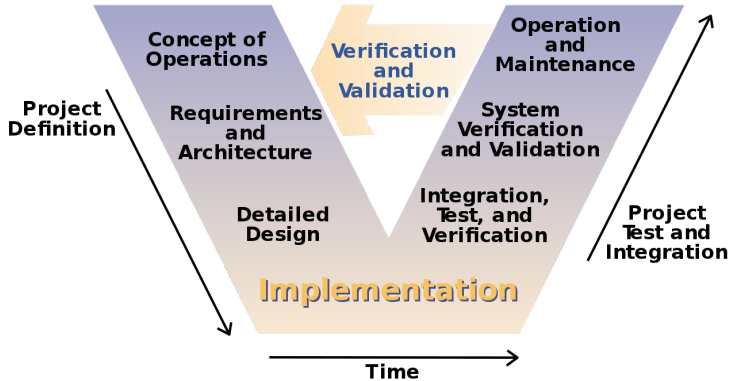 Concept of
Operations
Verification
and
Validation
Operation
and
Maintenance
Project
Definition
Requirements
and
Architecture
System
Verification
and Validation
Detailed
Design
Integration,
Test, and
Verification
Project
Test and
Integration
Implementation
Time